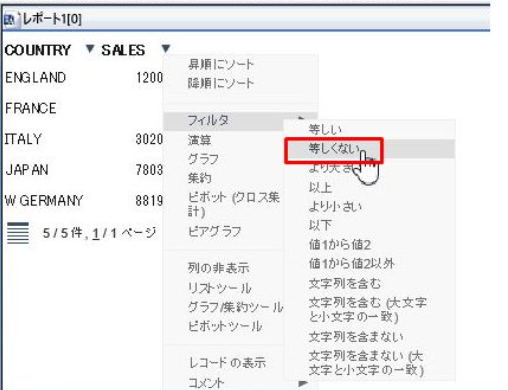 レポート1[0]
COUNTRY ▼ SALES ▼
ENGLAND 1200
FRANCE
ITALY 3020
JAPAN 7803
W GERMANY 8819
5/5件, 1/1 ページ
昇順にソート
降順にソート
フィルタ
演算
グラフ
集約
ピボット (クロス集
計)
ピアグラフ
列の非表示
リストツール
グラフ/集約ツール
ピボットツール
レコードの表示
コメント
等しい
等しくない
より大き
以上
より小さい
以下
値1から値2
値1から値2以外
文字列を含む
文字列を含む (大文字
と小文字の一致)
文字列を含まない
文字列を含まない (大
文字と小文字の一致)